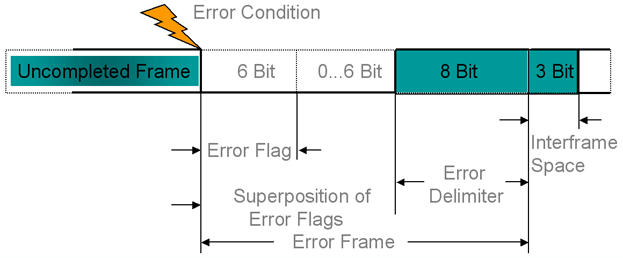 Error Condition
Uncompleted Frame
6 Bit
0...6 Bit
8 Bit
3 Bit
Error Flag
Interframe
Space
Superposition of
Error Flags
Error
Delimiter
Error Frame